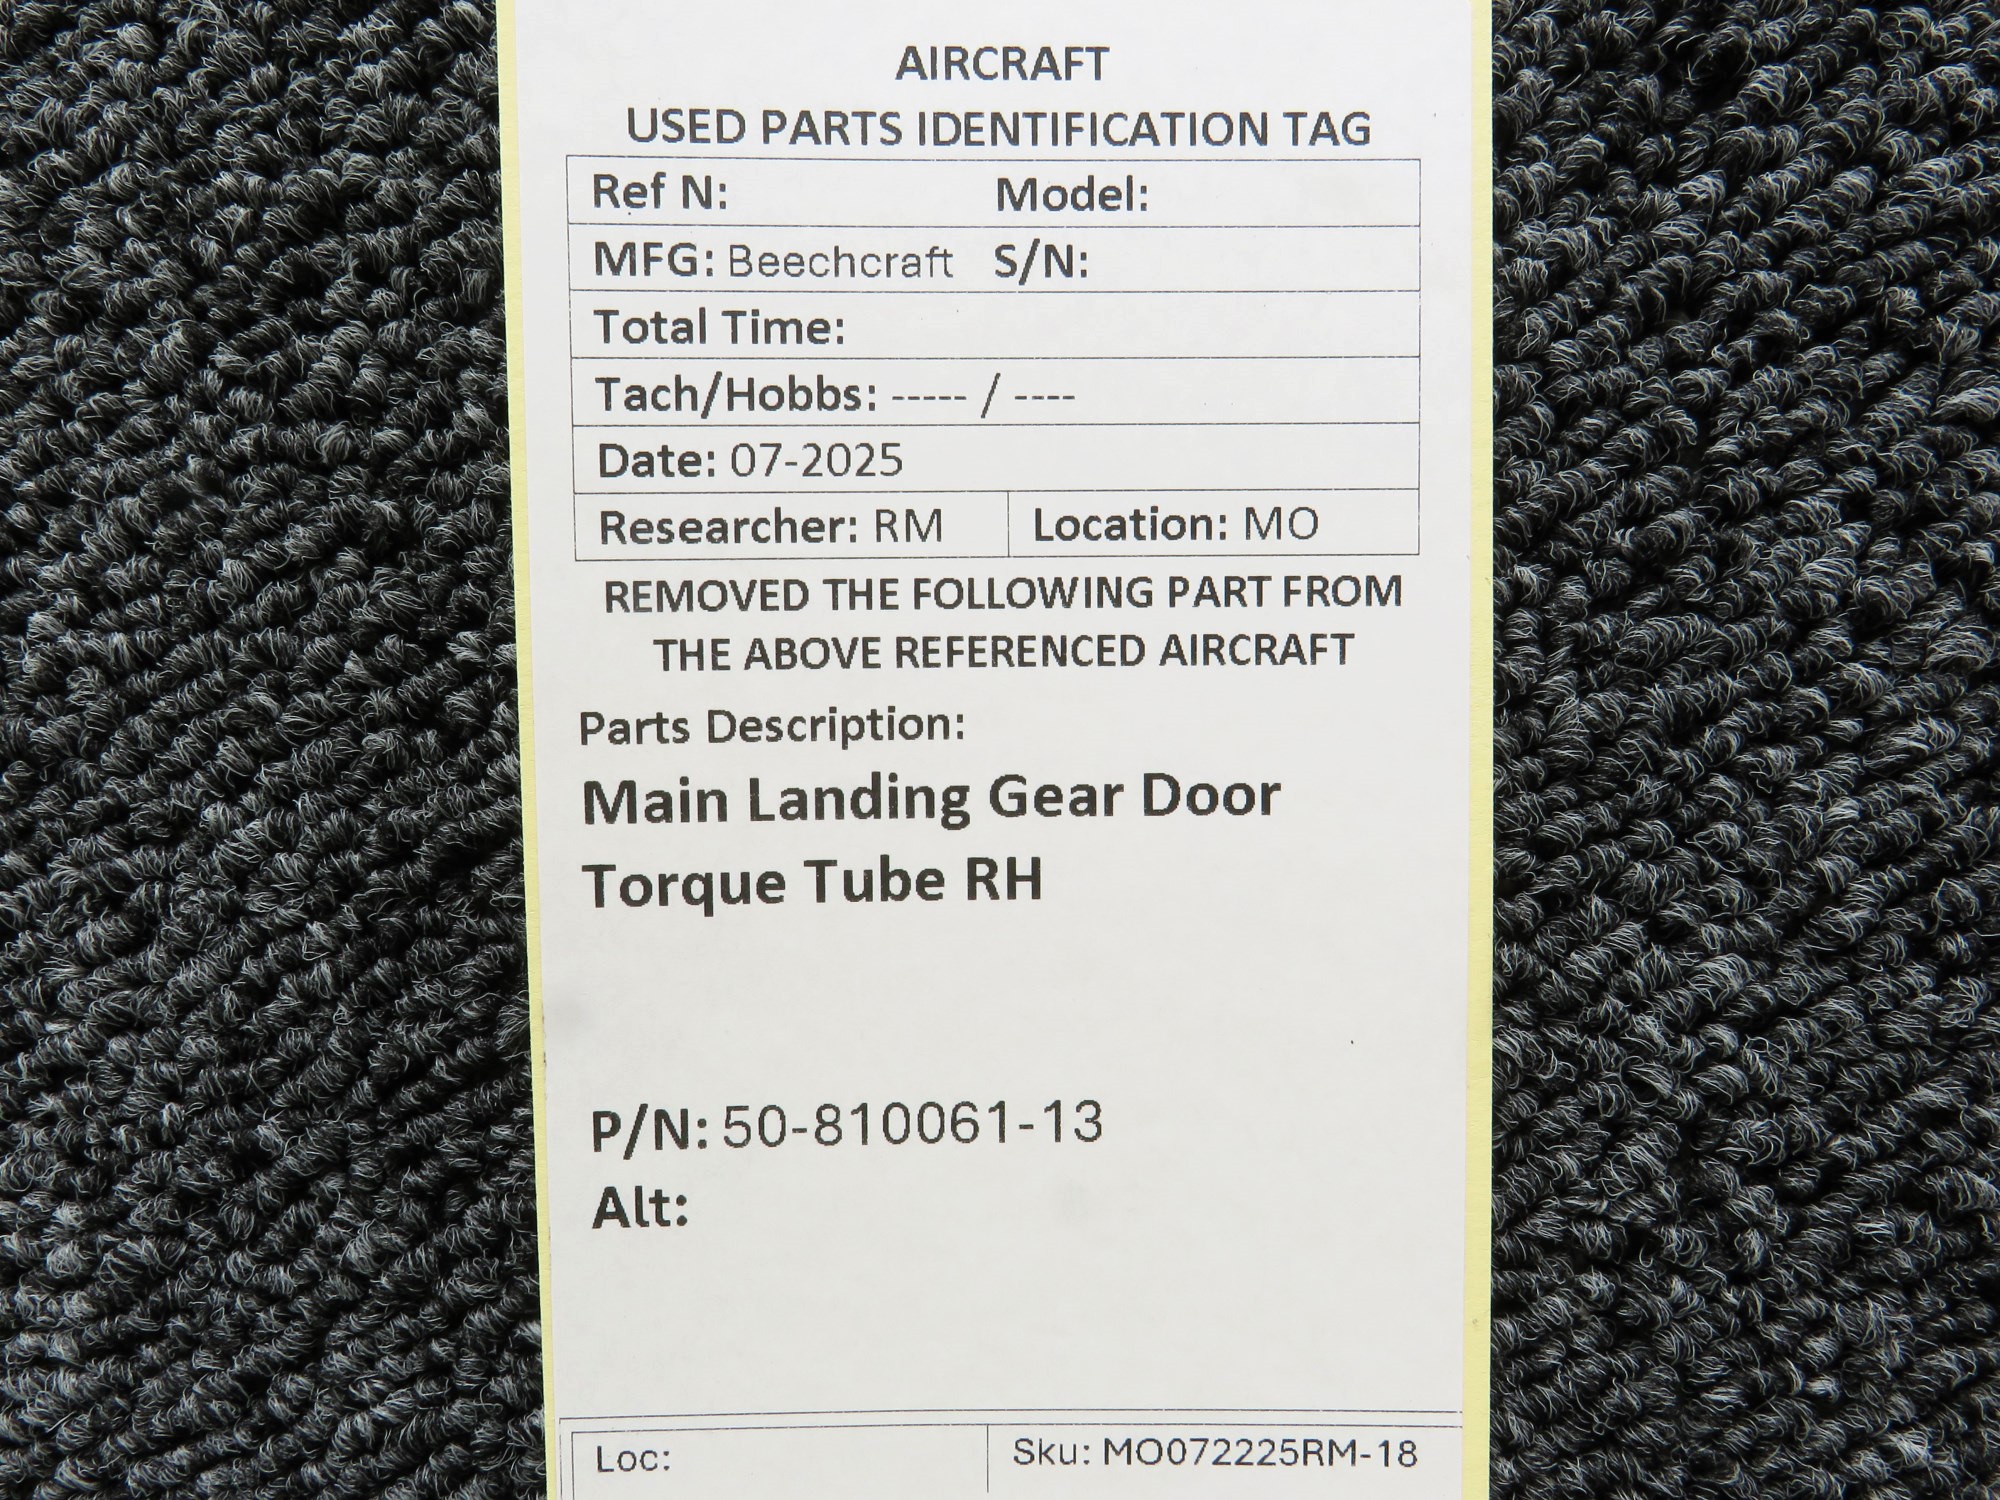 AIRCRAFT
USED PARTS IDENTIFICATION TAG
Ref N: Model:
MFG: Beechcraft S/N:
Total Time:
Tach/Hobbs: ----- / ----
Date: 07-2025
Researcher: RM Location: MO
REMOVED THE FOLLOWING PART FROM
THE ABOVE REFERENCED AIRCRAFT
Parts Description:
Main Landing Gear Door
Torque Tube RH
P/N: 50-810061-13
Alt:
Loc: Sku: MO072225RM-18